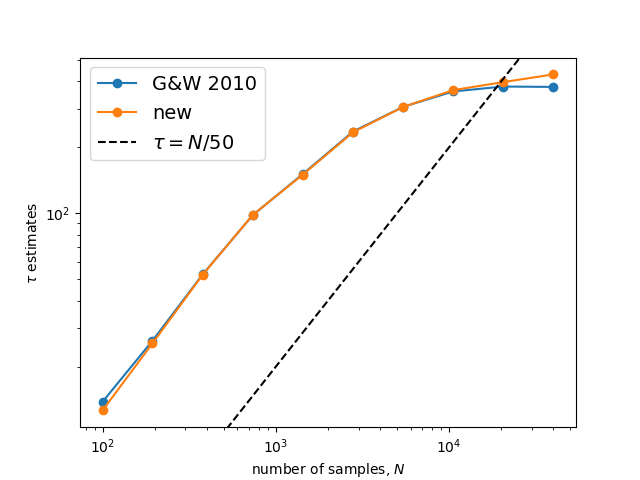 G&W 2010
new
τ = N/50
10²
τ estimates
10² 10³ 10⁴
number of samples, N